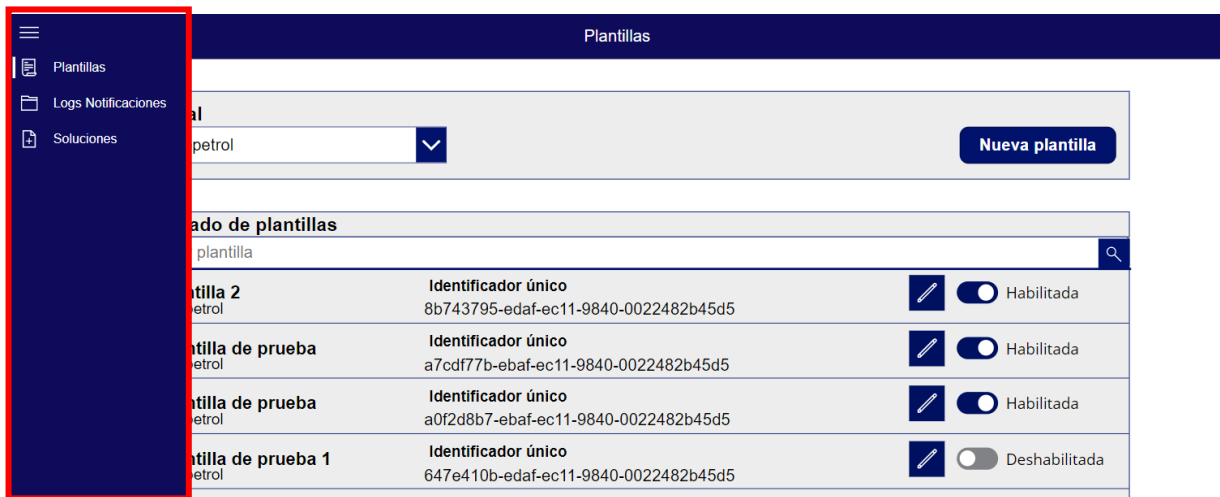 Plantillas
Plantillas
Logs Notificaciones
Soluciones
al
petrol
Nueva plantilla
ado de plantillas
plantilla
ntilla 2
petrol
Identificador único
8b743795-edaf-ec11-9840-0022482b45d5
Habilitada
ntilla de prueba
petrol
Identificador único
a7cdf77b-ebaf-ec11-9840-0022482b45d5
Habilitada
ntilla de prueba
petrol
Identificador único
a0f2d8b7-ebaf-ec11-9840-0022482b45d5
Habilitada
ntilla de prueba 1
petrol
Identificador único
647e410b-edaf-ec11-9840-0022482b45d5
Deshabilitada